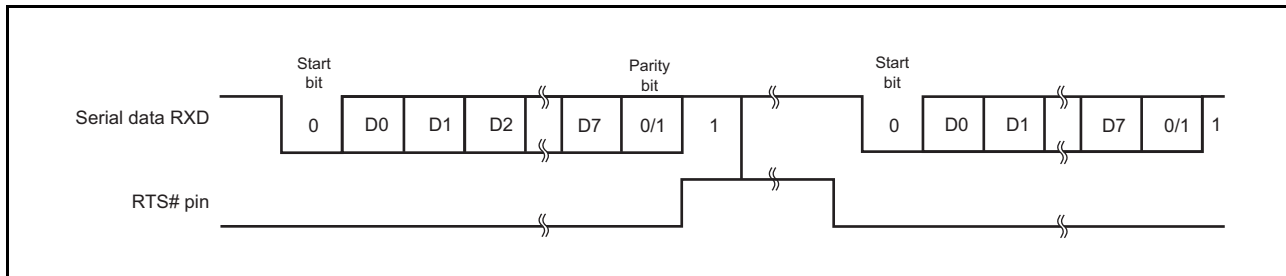 Start bit Parity bit Start bit
Serial data RXD 0 D0 D1 D2 D7 0/1 1 0 D0 D1 D7 0/1 1
RTS# pin